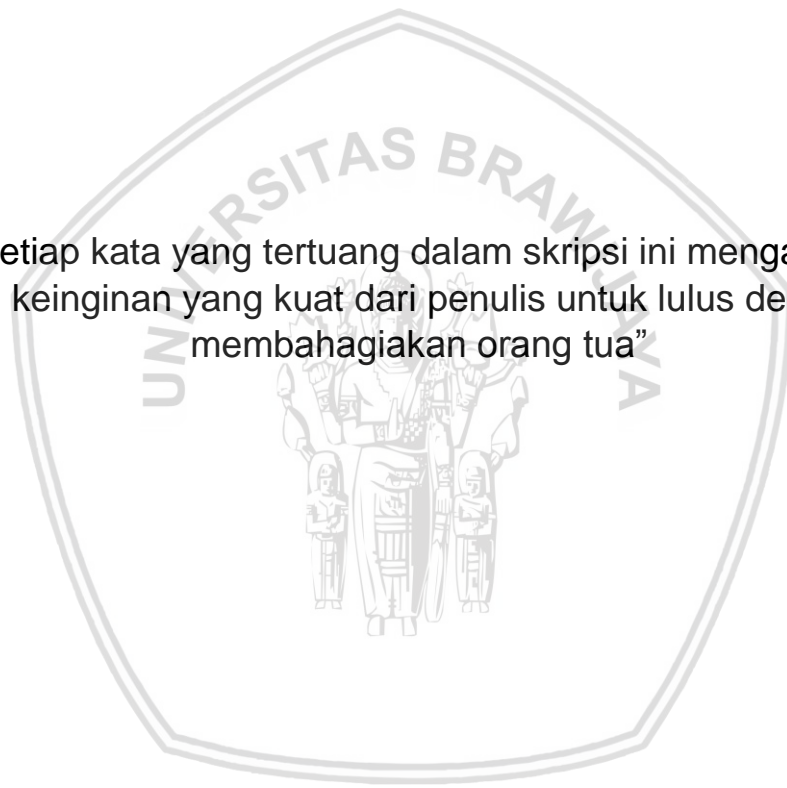 UNIVERSITAS BRAWIJAYA
etiap kata yang tertuang dalam skripsi ini menga
keinginan yang kuat dari penulis untuk lulus de
membahagiakan orang tua”